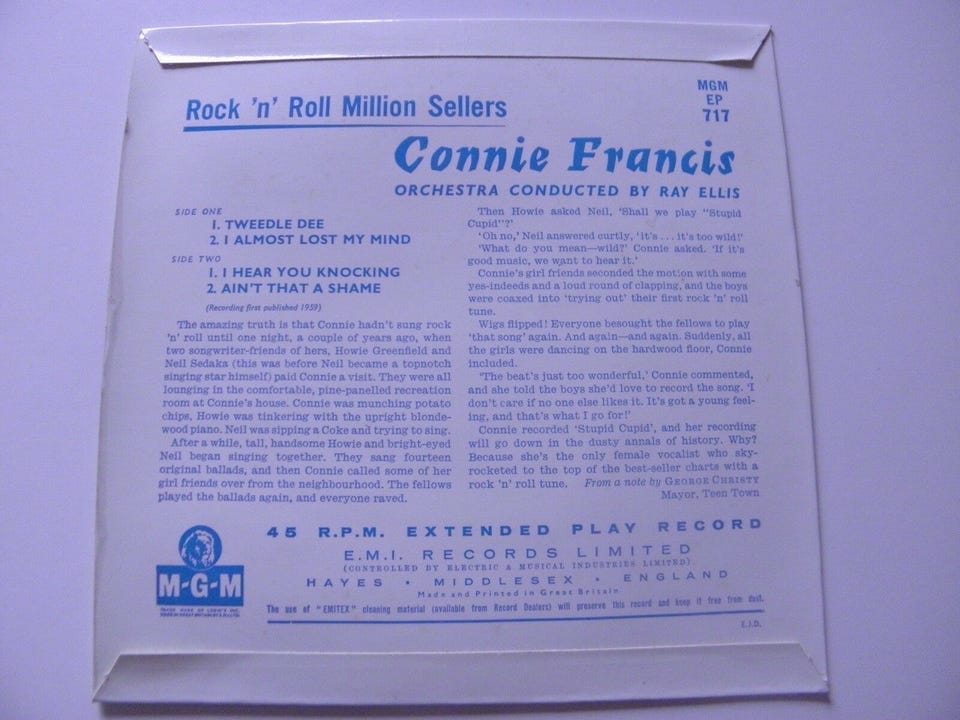 Rock 'n' Roll Million Sellers
MGM
EP
717
Connie Francis
ORCHESTRA CONDUCTED BY RAY ELLIS
SIDE ONE
1. TWEEDLE DEE
2. I ALMOST LOST MY MIND
SIDE TWO
1. I HEAR YOU KNOCKING
2. AIN'T THAT A SHAME
(Recording first published 1959)
The amazing truth is that Connie hadn't sung rock
'n' roll until one night, a couple of years ago, when
two songwriter-friends of hers, Howie Greenfield and
Neil Sedaka (this was before Neil became a topnotch
singing star himself) paid Connie a visit. They were all
lounging in the comfortable, pine-panelled recreation
room at Connie's house. Connie was munching potato
chips, Howie was tinkering with the upright blonde-
wood piano. Neil was sipping a Coke and trying to sing.
After a while, tall, handsome Howie and bright-eyed
Neil began singing together. They sang fourteen
original ballads, and then Connie called some of her
girl friends over from the neighbourhood. The fellows
played the ballads again, and everyone raved.
Then Howie asked Neil, 'Shall we play "Stupid
Cupid"?'
'Oh no,' Neil answered curtly, 'it's . . . it's too wild!'
'What do you mean—wild?' Connie asked. 'If it's
good music, we want to hear it.'
Connie's girl friends seconded the motion with some
yes-indeeds and a loud round of clapping, and the boys
were coaxed into 'trying out' their first rock 'n' roll
tune.
Wigs flipped! Everyone besought the fellows to play
'that song' again. And again—and again. Suddenly, all
the girls were dancing on the hardwood floor, Connie
included.
'The beat's just too wonderful,' Connie commented,
and she told the boys she'd love to record the song. 'I
don't care if no one else likes it. It's got a young feel-
ing, and that's what I go for!'
Connie recorded 'Stupid Cupid', and her recording
will go down in the dusty annals of history. Why?
Because she's the only female vocalist who sky-
rocketed to the top of the best-seller charts with a
rock 'n' roll tune. From a note by GEORGE CHRISTY
Mayor, Teen Town
M-G-M
TRADE MARK OF LOEW'S INC.
45 R.P.M. EXTENDED PLAY RECORD
E.M.I. RECORDS LIMITED
(CONTROLLED BY ELECTRIC & MUSICAL INDUSTRIES LIMITED)
HAYES • MIDDLESEX • ENGLAND
Made and Printed in Great Britain
The use of "EMITEX" cleaning material (available from Record Dealers) will preserve this record and keep it free from dust.
E.J.D.